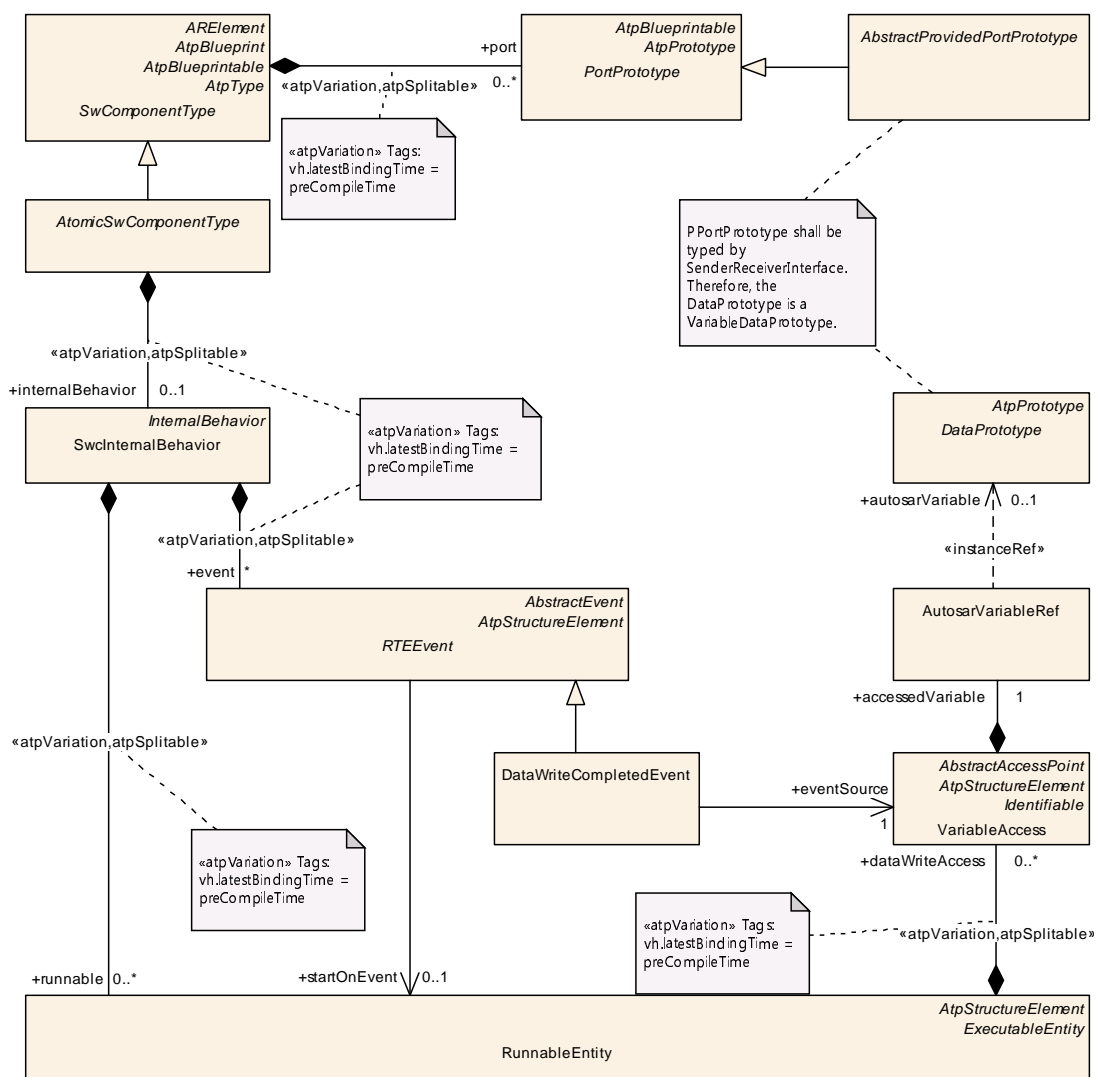 ARElement
AtpBlueprint
AtpBlueprintable
AtpType
SwComponentType
+port
«atpVariation,atpSplitable»
0..*
AtpBlueprintable
AtpPrototype
PortPrototype
AbstractProvidedPortPrototype
«atpVariation» Tags:
vh.latestBindingTime =
preCompileTime
AtomicSwComponentType
PPortPrototype shall be
typed by
SenderReceiverInterface.
Therefore, the
DataPrototype is a
VariableDataPrototype.
«atpVariation,atpSplitable»
+internalBehavior 0..1
InternalBehavior
SwcInternalBehavior
«atpVariation» Tags:
vh.latestBindingTime =
preCompileTime
AtpPrototype
DataPrototype
+autosarVariable 0..1
«instanceRef»
«atpVariation,atpSplitable»
+event *
AbstractEvent
AtpStructureElement
RTEEvent
AutosarVariableRef
+accessedVariable 1
«atpVariation,atpSplitable»
DataWriteCompletedEvent
+eventSource
1
AbstractAccessPoint
AtpStructureElement
Identifiable
VariableAccess
+dataWriteAccess 0..*
«atpVariation» Tags:
vh.latestBindingTime =
preCompileTime
«atpVariation» Tags:
vh.latestBindingTime =
preCompileTime
«atpVariation,atpSplitable»
+runnable 0..*
+startOnEvent 0..1
AtpStructureElement
ExecutableEntity
RunnableEntity